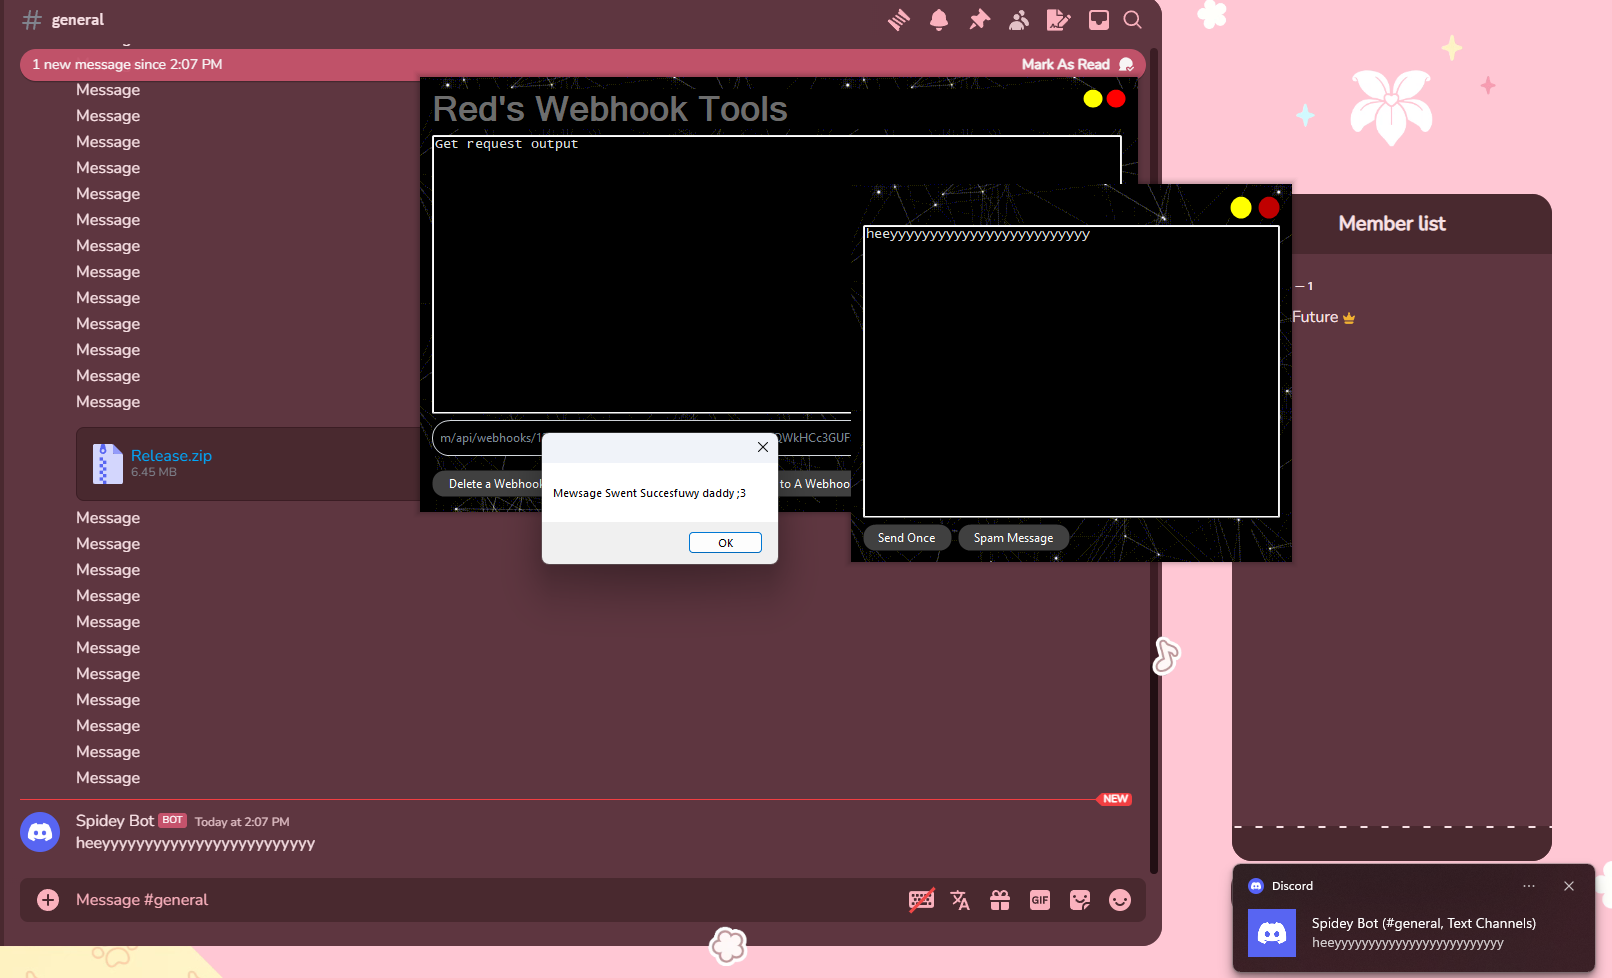 general
1 new message since 2:07 PM
Mark As Read
Message
Message
Message
Message
Message
Message
Message
Message
Message
Message
Message
Message
Message
Release.zip
6.45 MB
Message
Message
Message
Message
Message
Message
Message
Message
Message
Message
Message
NEW
Spidey Bot BOT Today at 2:07 PM
heeyyyyyyyyyyyyyyyyyyyyyyyyy
Message #general
GIF
Red's Webhook Tools
Get request output
m/api/webhooks/1
QWkHCc3GUF
Delete a Webhook
to A Webhoo
Mewsage Swent Succesfuwy daddy ;3
OK
heeyyyyyyyyyyyyyyyyyyyyyyyyy
Send Once
Spam Message
Member list
—1
Future
Discord
Spidey Bot (#general, Text Channels)
heeyyyyyyyyyyyyyyyyyyyyyyyyy